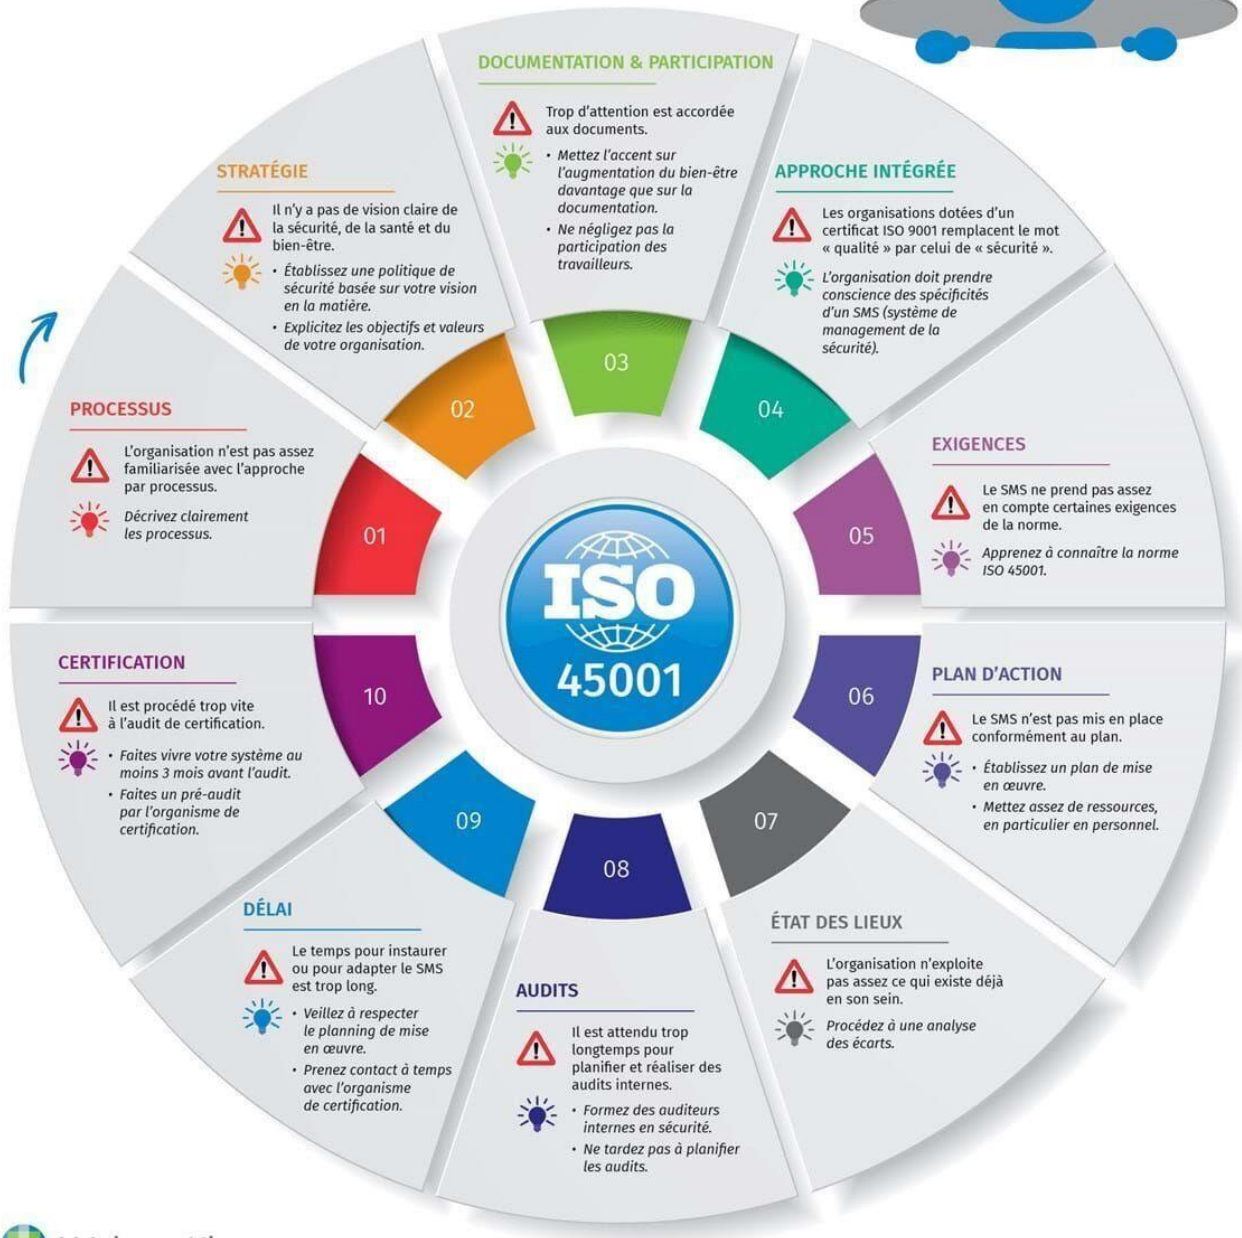 PROCESSUS
L'organisation n'est pas assez
familiarisée avec l'approche
par processus.
Décrivez clairement
les processus.
01
STRATÉGIE
Il n'y a pas de vision claire de
la sécurité, de la santé et du
bien-être.
• Établissez une politique de
sécurité basée sur votre vision
en la matière.
• Explicitez les objectifs et valeurs
de votre organisation.
02
DOCUMENTATION & PARTICIPATION
Trop d'attention est accordée
aux documents.
• Mettez l'accent sur
l'augmentation du bien-être
davantage que sur la
documentation.
• Ne négligez pas la
participation des
travailleurs.
03
APPROCHE INTÉGRÉE
Les organisations dotées d'un
certificat ISO 9001 remplacent le mot
« qualité » par celui de « sécurité ».
L'organisation doit prendre
conscience des spécificités
d'un SMS (système de
management de la
sécurité).
04
EXIGENCES
Le SMS ne prend pas assez
en compte certaines exigences
de la norme.
Apprenez à connaître la norme
ISO 45001.
05
PLAN D'ACTION
Le SMS n'est pas mis en place
conformément au plan.
• Établissez un plan de mise
en œuvre.
• Mettez assez de ressources,
en particulier en personnel.
06
ÉTAT DES LIEUX
L'organisation n'exploite
pas assez ce qui existe déjà
en son sein.
Procédez à une analyse
des écarts.
07
AUDITS
Il est attendu trop
longtemps pour
planifier et réaliser des
audits internes.
• Formez des auditeurs
internes en sécurité.
• Ne tardez pas à planifier
les audits.
08
DÉLAI
Le temps pour instaurer
ou pour adapter le SMS
est trop long.
• Veillez à respecter
le planning de mise
en œuvre.
• Prenez contact à temps
avec l'organisme
de certification.
09
CERTIFICATION
Il est procédé trop vite
à l'audit de certification.
• Faites vivre votre système au
moins 3 mois avant l'audit.
• Faites un pré-audit
par l'organisme de
certification.
10
ISO
45001